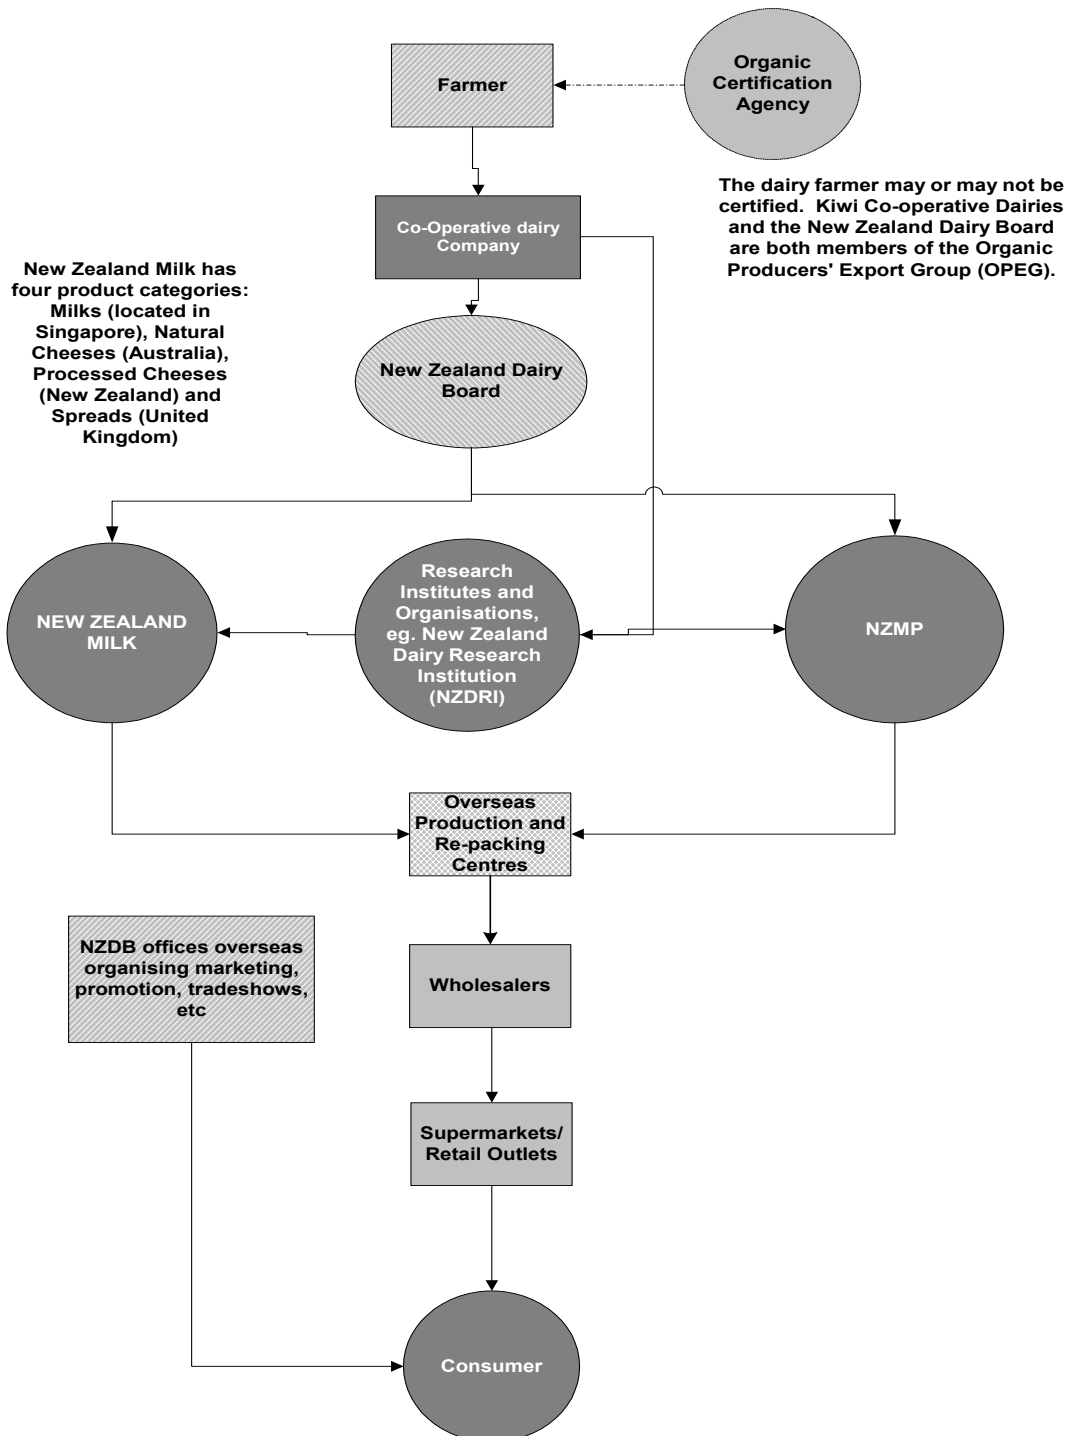 Farmer
Organic
Certification
Agency
The dairy farmer may or may not be
certified. Kiwi Co-operative Dairies
and the New Zealand Dairy Board
are both members of the Organic
Producers' Export Group (OPEG).
Co-Operative dairy
Company
New Zealand Milk has
four product categories:
Milks (located in
Singapore), Natural
Cheeses (Australia),
Processed Cheeses
(New Zealand) and
Spreads (United
Kingdom)
New Zealand Dairy
Board
NEW ZEALAND
MILK
Research
Institutes and
Organisations,
eg. New Zealand
Dairy Research
Institution
(NZDRI)
NZMP
Overseas
Production and
Re-packing
Centres
NZDB offices overseas
organising marketing,
promotion, tradeshows,
etc
Wholesalers
Supermarkets/
Retail Outlets
Consumer